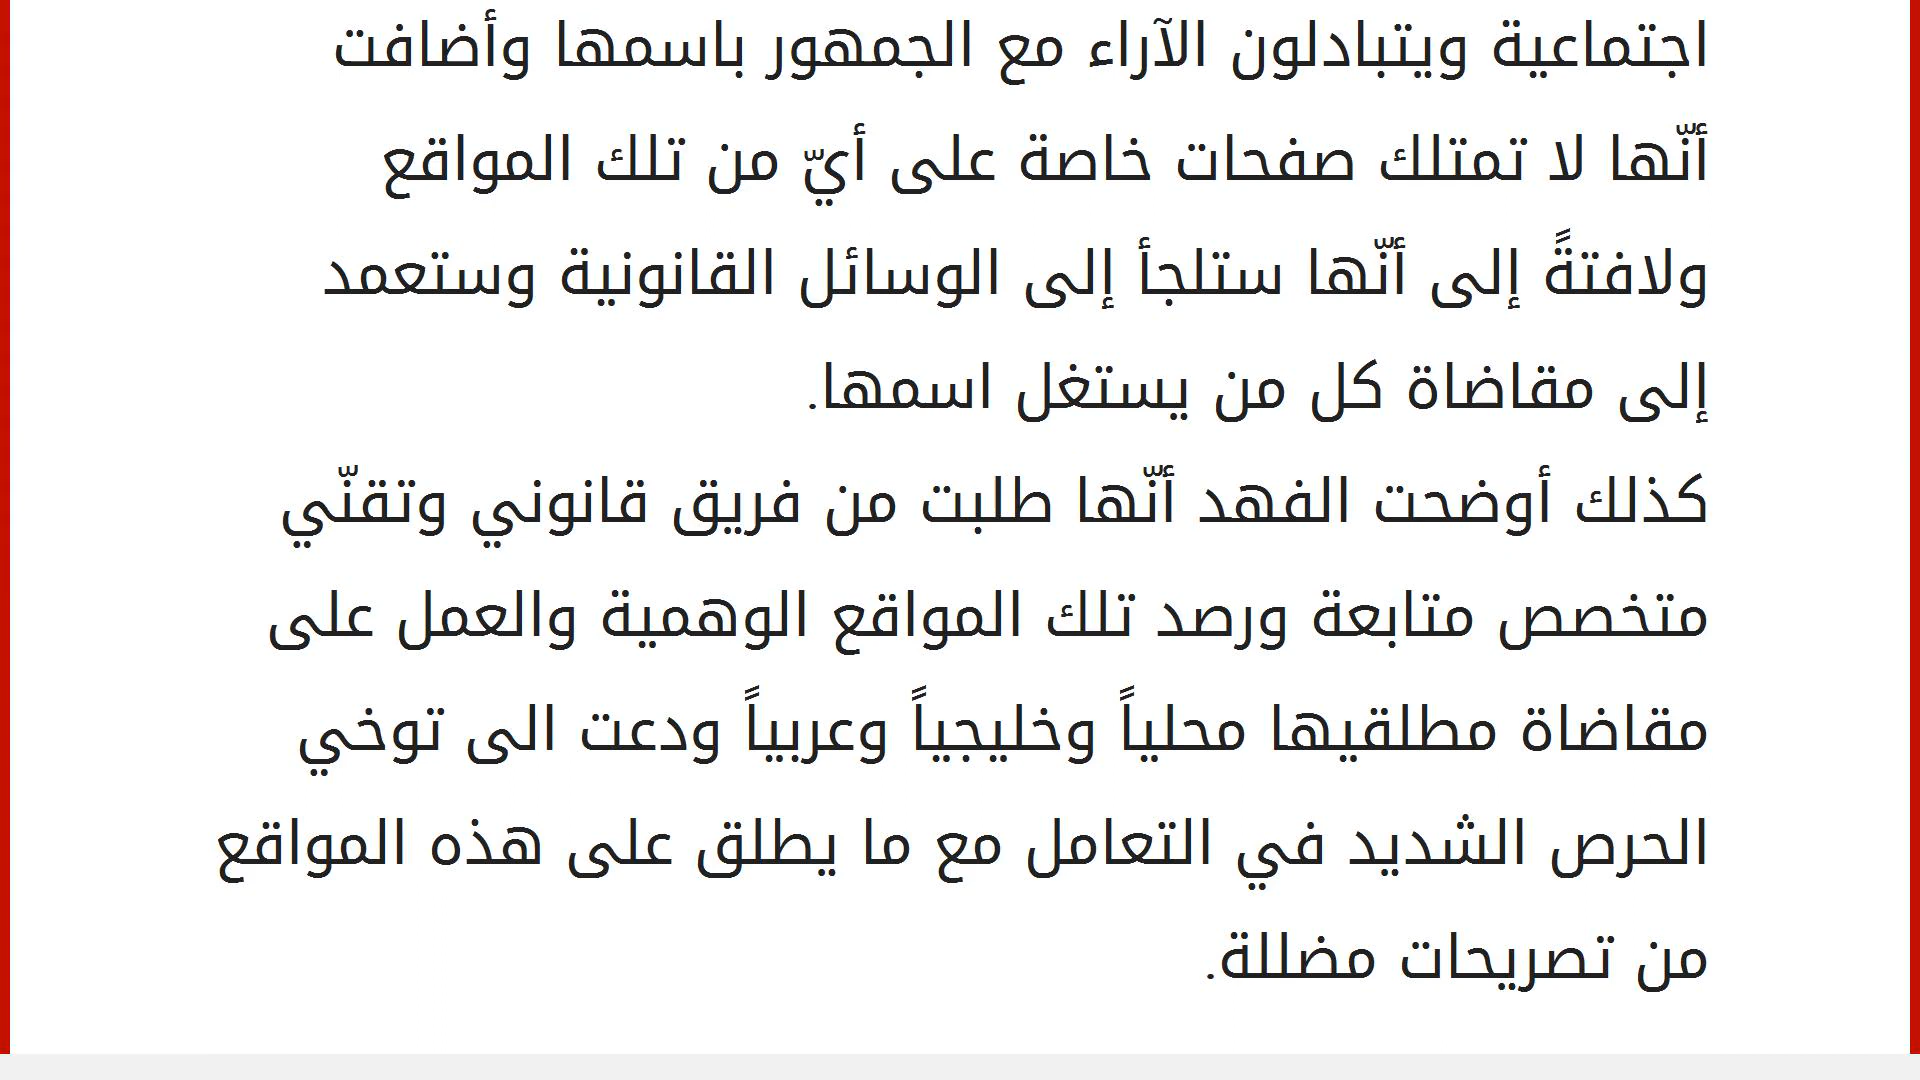 اجتماعية ويتبادلون الآراء مع الجمهور باسمها وأضافت
أنّها لا تمتلك صفحات خاصة على أيّ من تلك المواقع
ولافتةً إلى أنّها ستلجأ إلى الوسائل القانونية وستعمد
إلى مقاضاة كل من يستغل اسمها.
كذلك أوضحت الفهد أنّها طلبت من فريق قانوني وتقنّي
متخصص متابعة ورصد تلك المواقع الوهمية والعمل على
مقاضاة مطلقيها محلياً وخليجياً وعربياً ودعت الى توخي
الحرص الشديد في التعامل مع ما يطلق على هذه المواقع
من تصريحات مضللة.